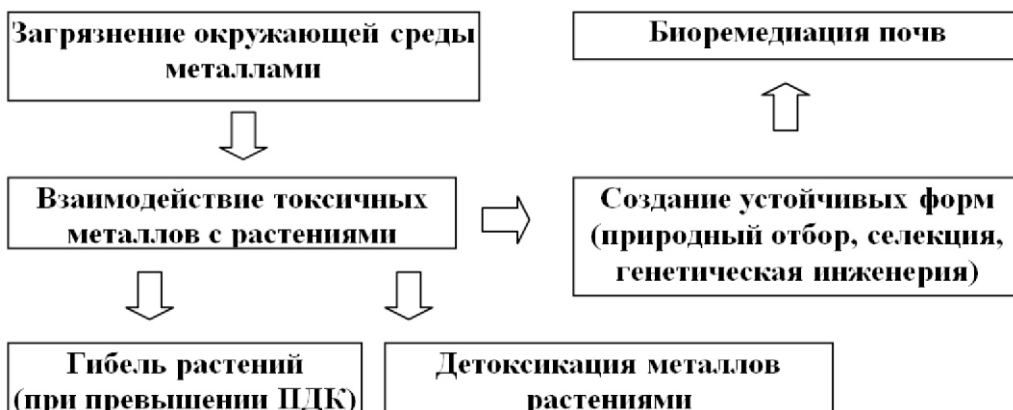 Загрязнение окружающей среды
металлами
Биоремедиация почв
Взаимодействие токсичных
металлов с растениями
Создание устойчивых форм
(природный отбор, селекция,
генетическая инженерия)
Гибель растений
(при превышении ПДК)
Детоксикация металлов
растениями